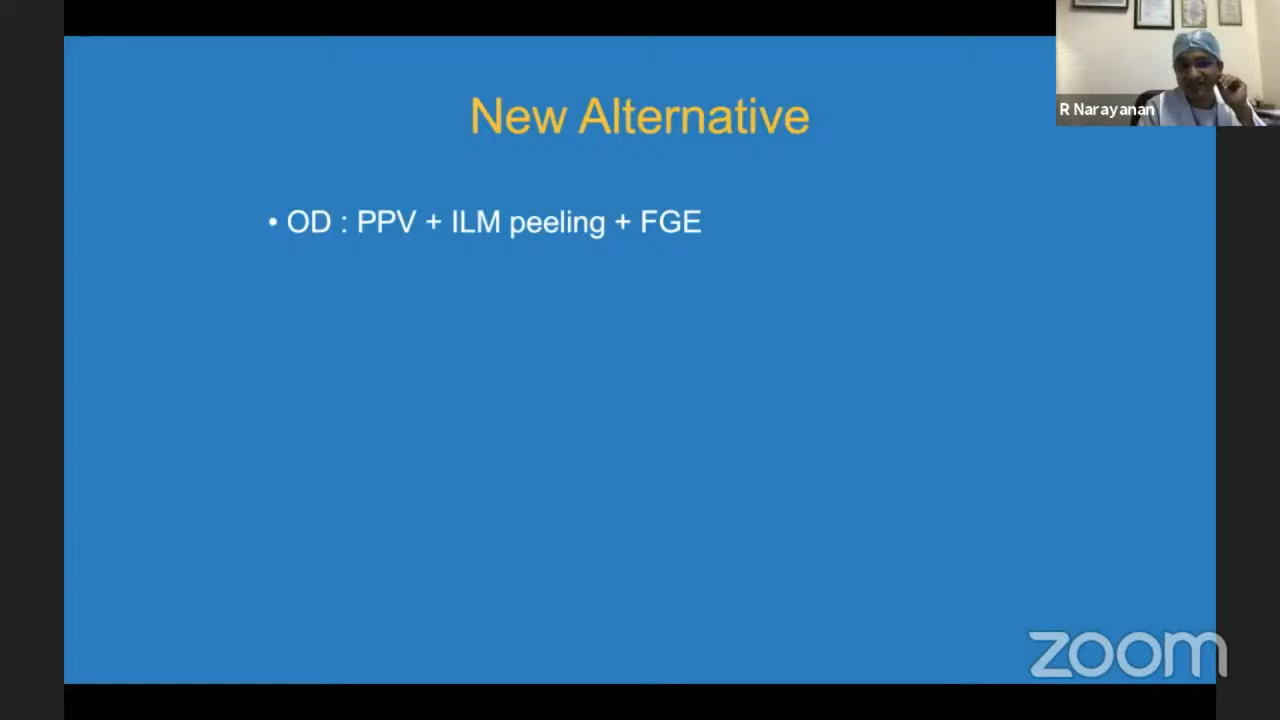 New Alternative
R Narayanan
• OD : PPV + ILM peeling + FGE
zoom